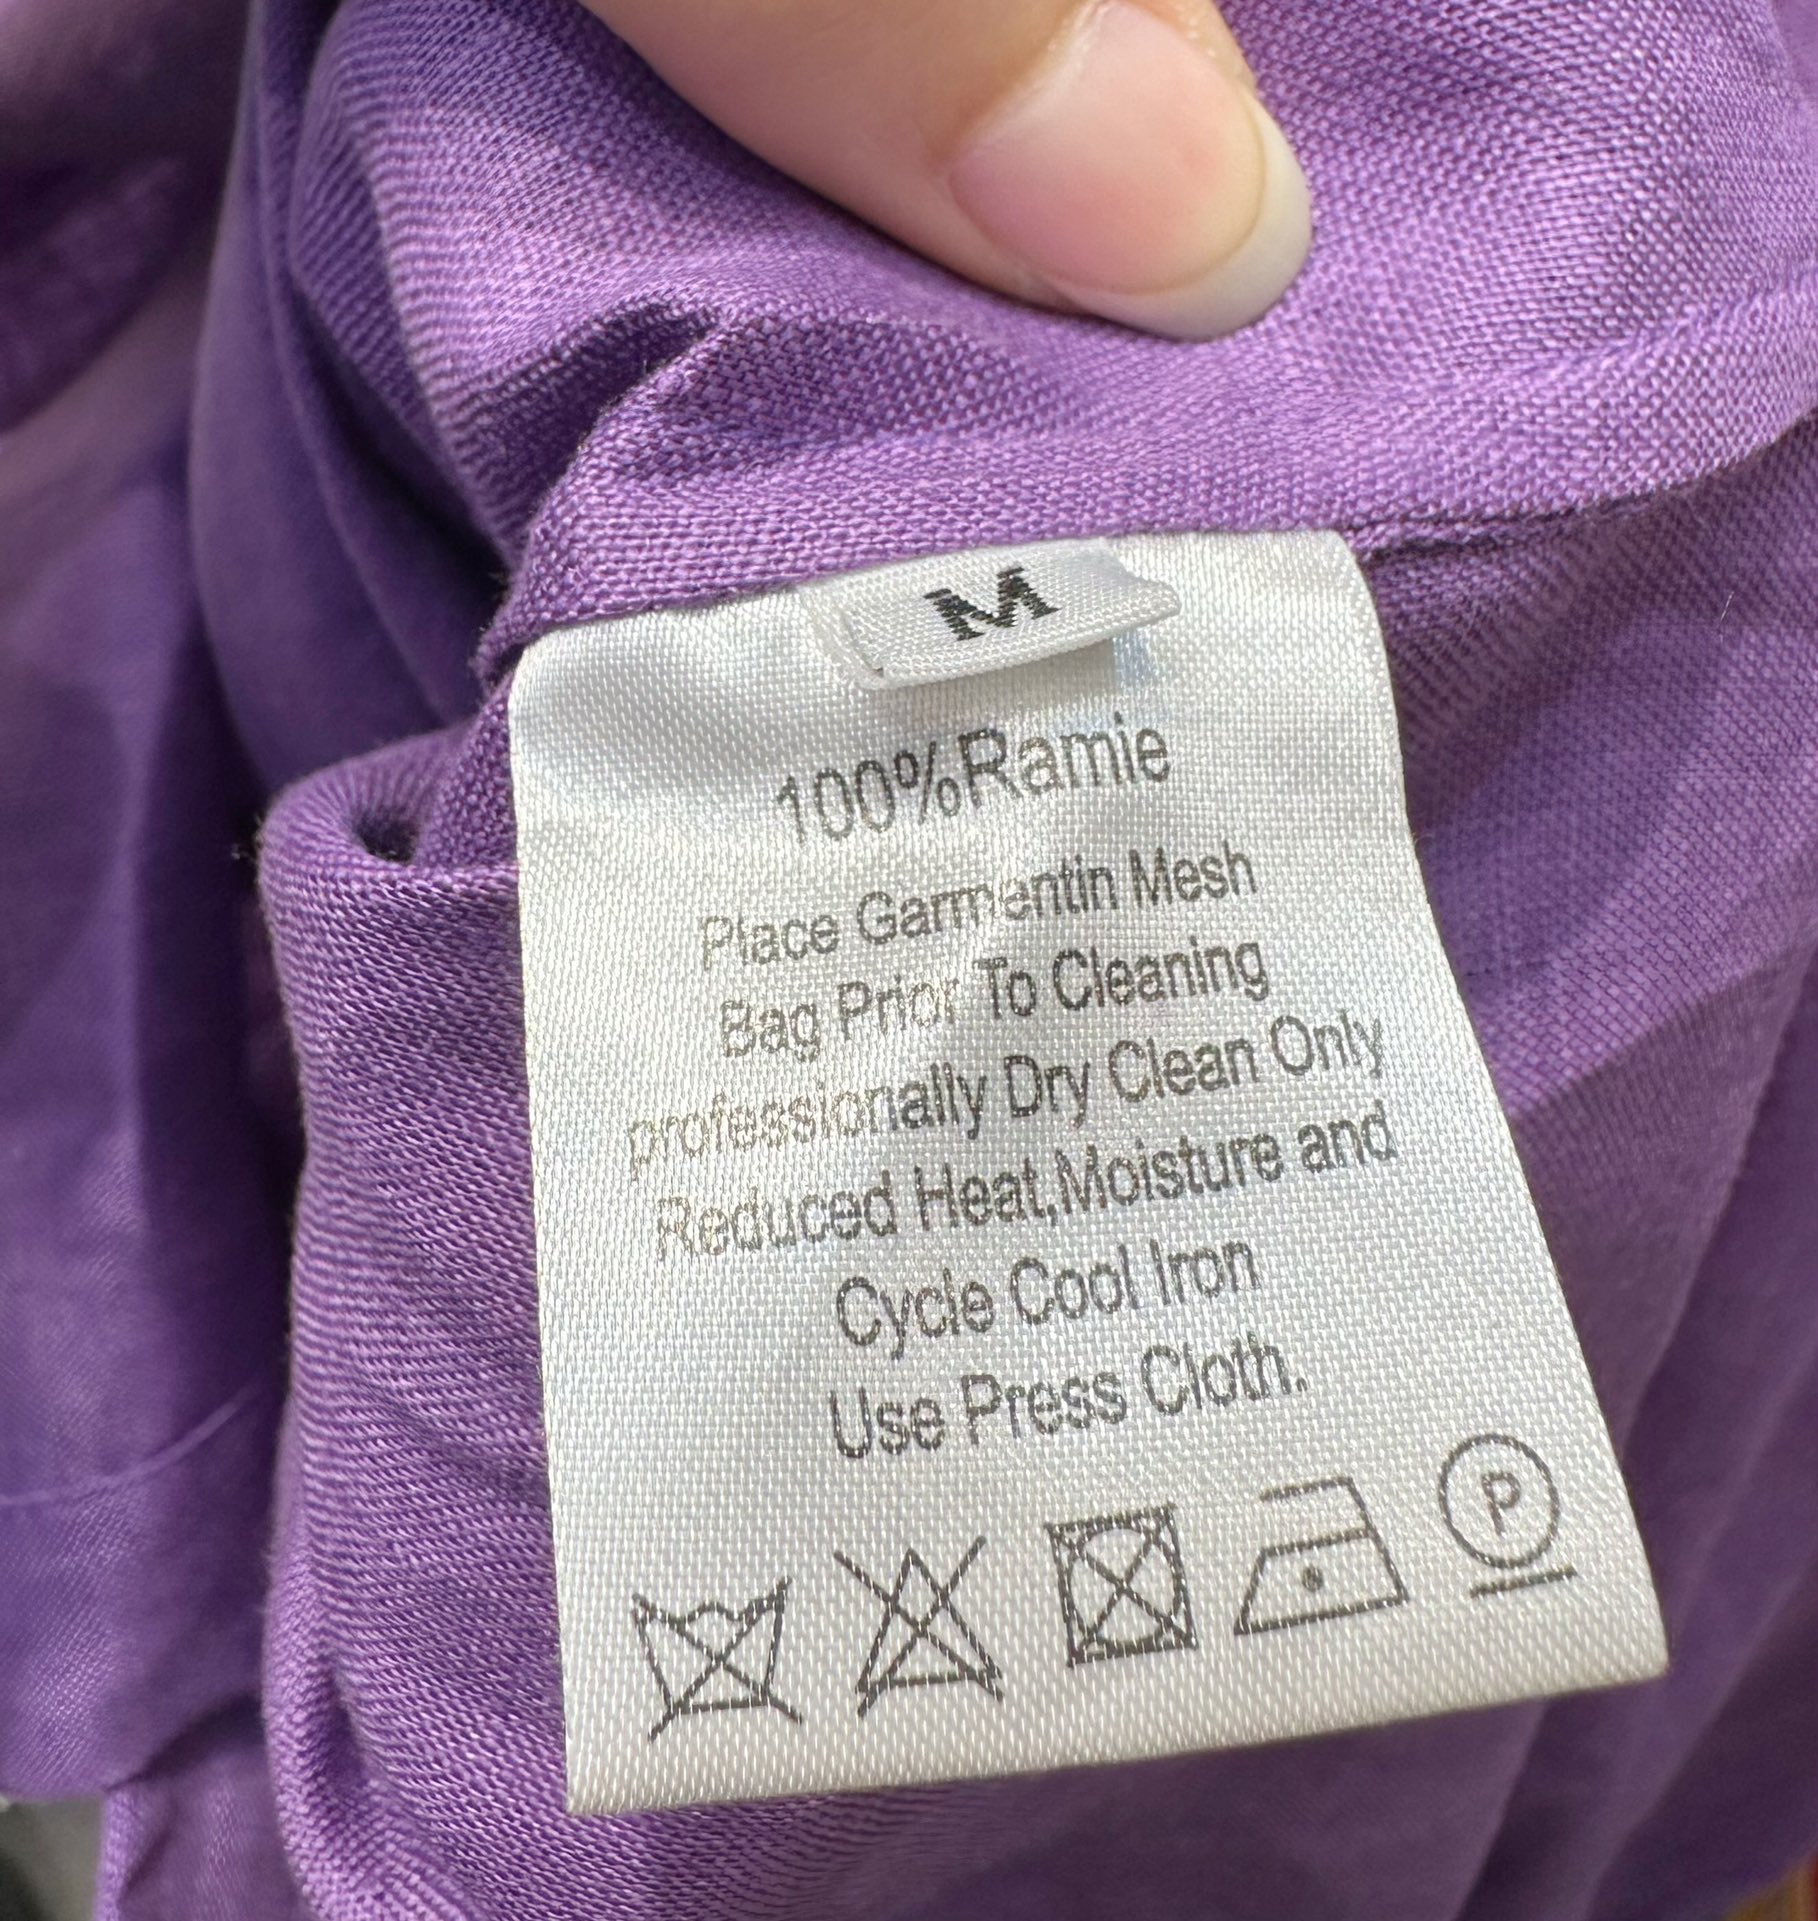 M
100%Ramie
Place Garmentin Mesh
Bag Prior To Cleaning
professionally Dry Clean Only
Reduced Heat,Moisture and
Cycle Cool Iron
Use Press Cloth.
P